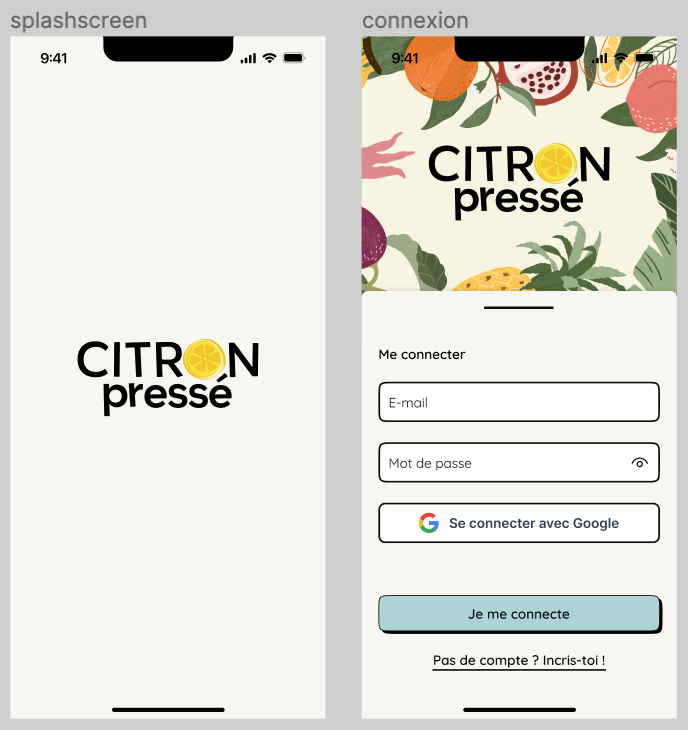 splashscreen
9:41
CITRON
pressé
connexion
9:41
CITRON
pressé
Me connecter
E-mail
Mot de passe
Se connecter avec Google
Je me connecte
Pas de compte ? Incris-toi !